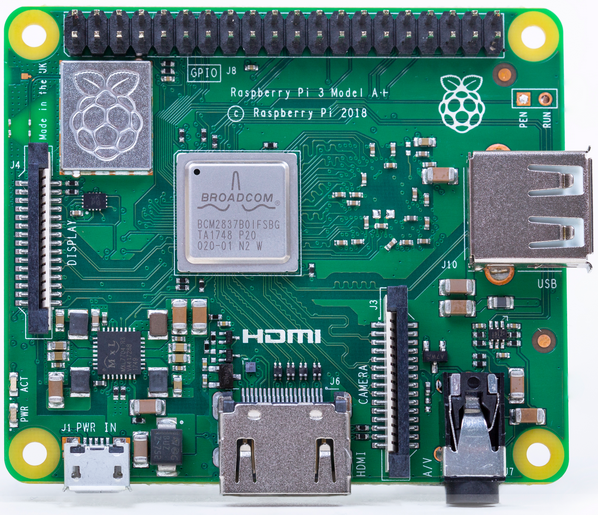 GPIO
J8
Raspberry Pi 3 Model A+
© Raspberry Pi 2018
Made in the UK
PEN
RUN
J4
BROADCOM®
BCM2837B0IFSBG
TA1748 P20
020-01 N2 W
DISPLAY
J10
USB
J3
HDMI
CAMERA
ACT
PWR
J6
J1 PWR IN
HDMI
A/V
J7